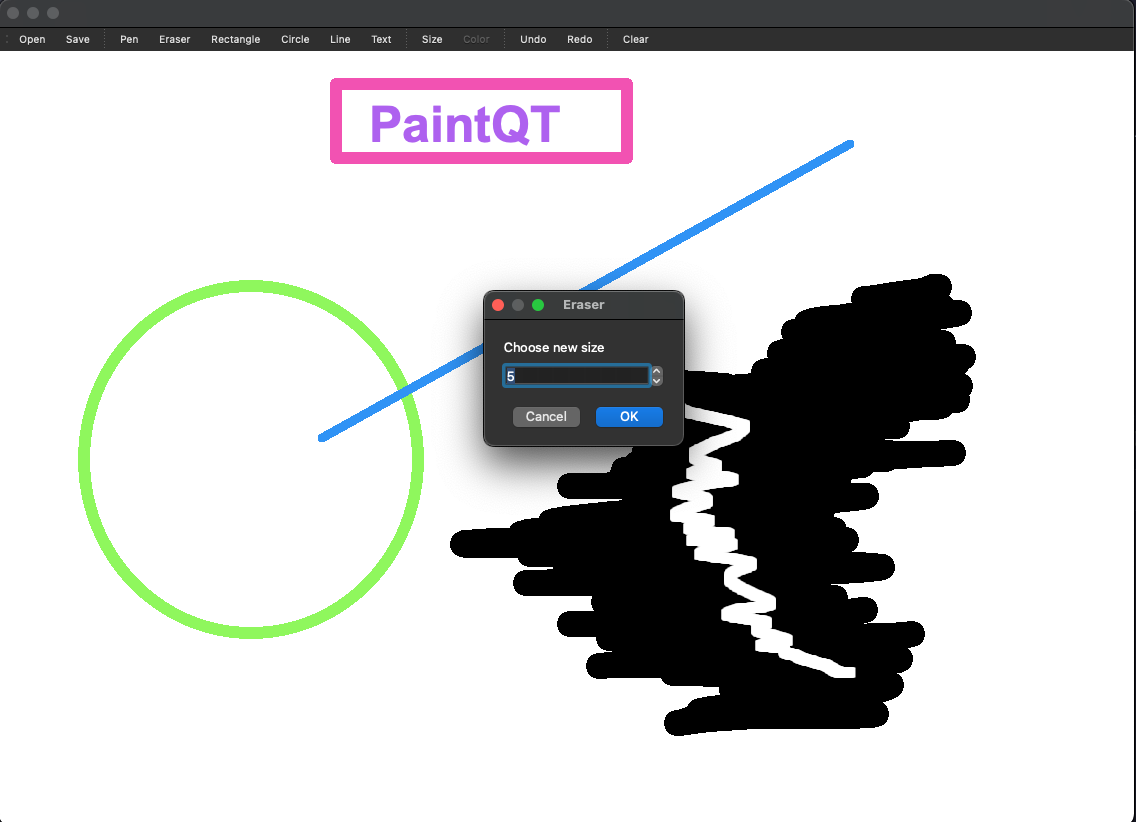 Open Save Pen Eraser Rectangle Circle Line Text Size Color Undo Redo Clear
PaintQT
Eraser
Choose new size
5
Cancel OK